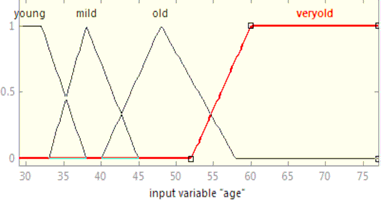 young mild old veryold
1
0.5
0
30 35 40 45 50 55 60 65 70 75
input variable "age"